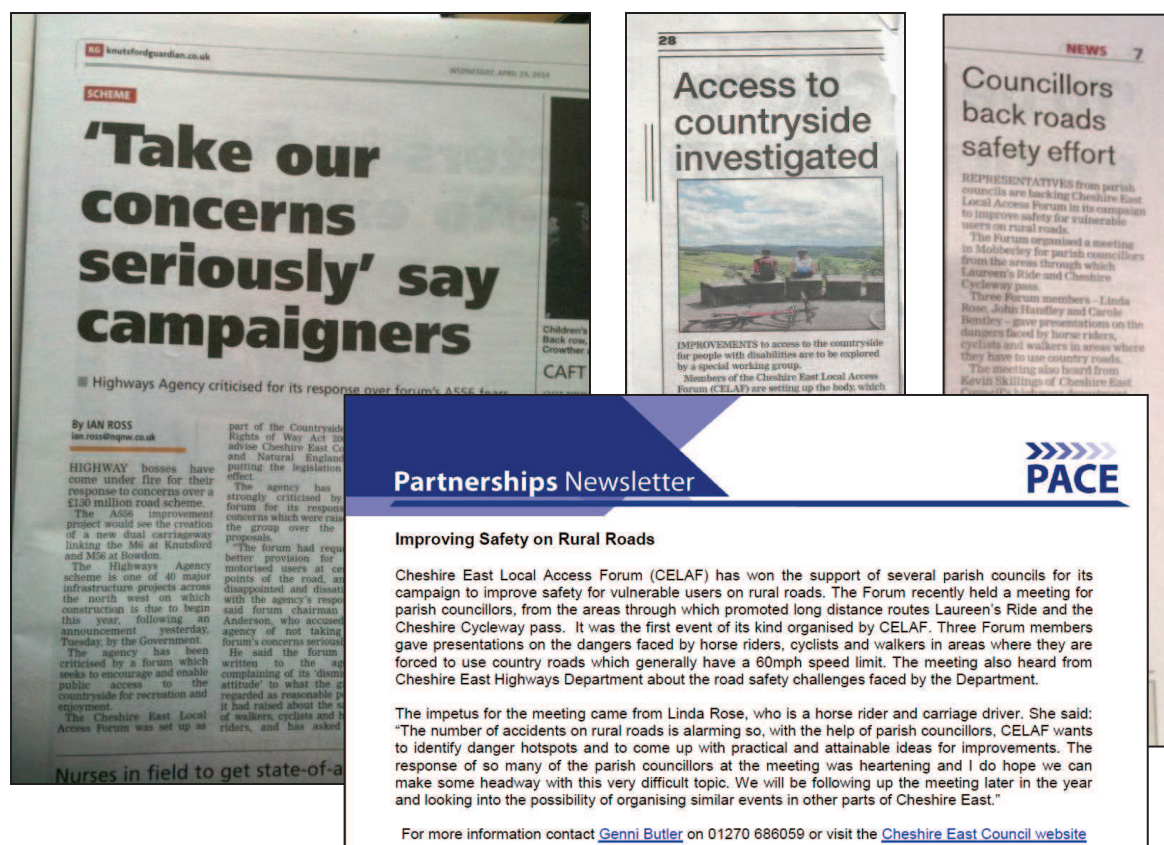 K6 knutsfordguardian.co.uk
WEDNESDAY, APRIL 23, 2014
SCHEME
'Take our
concerns
seriously' say
campaigners
Highways Agency criticised for its response over forum's A556 fears
By IAN ROSS
ian.ross@nqnw.co.uk
HIGHWAY bosses have
come under fire for their
response to concerns over a
£130 million road scheme.
The A556 improvement
project would see the creation
of a new dual carriageway
linking the M6 at Knutsford
and M56 at Bowdon.
The Highways Agency
scheme is one of 40 major
infrastructure projects across
the north west on which
construction is due to begin
this year, following an
announcement yesterday,
Tuesday, by the Government.
The agency has been
criticised by a forum which
seeks to encourage and enable
public access to the
countryside for recreation and
enjoyment.
The Cheshire East Local
Access Forum was set up as
part of the Countryside
Rights of Way Act
advise Cheshire East
and Natural England
putting the legislation
effect.
The agency has
strongly criticised by
forum for its
concerns which were
the group over the
proposals.
"The forum had
better provision for
motorised users at
points of the road,
disappointed and
with the agency's
said forum chairman
Anderson, who accused
agency of not taking
forum's concerns
He said the forum
written to the
complaining of its
attitude' to what the
regarded as reasonable
it had raised about the
of walkers, cyclists and
riders, and has asked
Children's
Back row,
Crowther
CAFT
Nurses in field to get
28
Access to
countryside
investigated
IMPROVEMENTS to access to the countryside
for people with disabilities are to be explored
by a special working group.
Members of the Cheshire East Local Access
Forum (CELAF) are setting up the body, which
NEWS 7
Councillors
back roads
safety effort
REPRESENTATIVES from parish
councils are backing Cheshire East
Local Access Forum in its campaign
to improve safety for vulnerable
users on rural roads.
The Forum organised a meeting
in Mobberley for parish councillors
from the areas through which
Laureen's Ride and Cheshire
Cycleway pass.
Three Forum members – Linda
Rose, John Handley and Carole
Bentley – gave presentations on the
dangers faced by horse riders,
cyclists and walkers in areas where
they have to use country roads.
The meeting also heard from
Kevin Skillings of Cheshire East
Council's highways department
Partnerships Newsletter
PACE
Improving Safety on Rural Roads
Cheshire East Local Access Forum (CELAF) has won the support of several parish councils for its
campaign to improve safety for vulnerable users on rural roads. The Forum recently held a meeting for
parish councillors, from the areas through which promoted long distance routes Laureen's Ride and the
Cheshire Cycleway pass. It was the first event of its kind organised by CELAF. Three Forum members
gave presentations on the dangers faced by horse riders, cyclists and walkers in areas where they are
forced to use country roads which generally have a 60mph speed limit. The meeting also heard from
Cheshire East Highways Department about the road safety challenges faced by the Department.
The impetus for the meeting came from Linda Rose, who is a horse rider and carriage driver. She said:
"The number of accidents on rural roads is alarming so, with the help of parish councillors, CELAF wants
to identify danger hotspots and to come up with practical and attainable ideas for improvements. The
response of so many of the parish councillors at the meeting was heartening and I do hope we can
make some headway with this very difficult topic. We will be following up the meeting later in the year
and looking into the possibility of organising similar events in other parts of Cheshire East."
For more information contact Genni Butler on 01270 686059 or visit the Cheshire East Council website